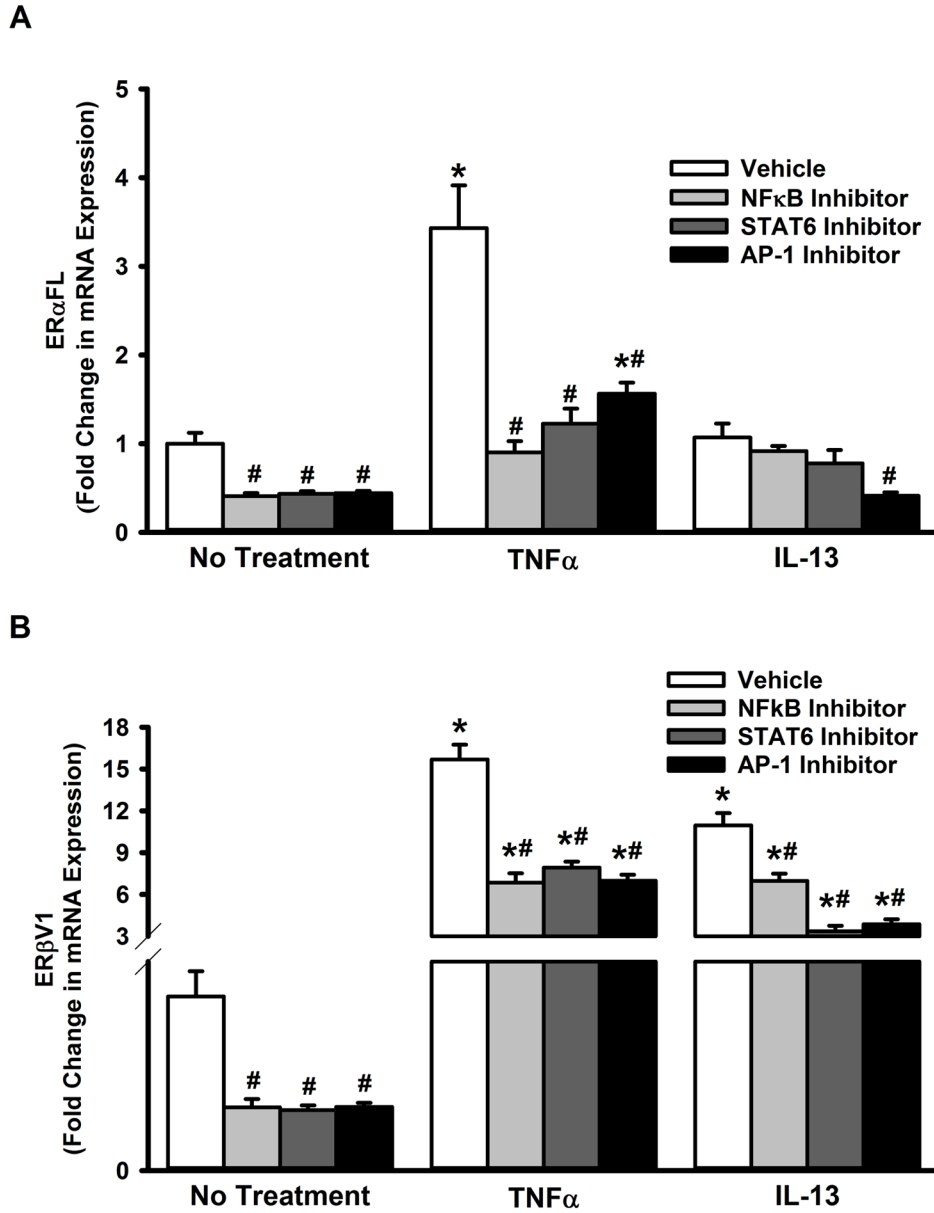 A
ERαFL
(Fold Change in mRNA Expression)
5
4
3
2
1
0
*
*#
#
#
#
#
#
#
Vehicle
NFκB Inhibitor
STAT6 Inhibitor
AP-1 Inhibitor
No Treatment
TNFα
IL-13
B
ERβV1
(Fold Change in mRNA Expression)
18
15
12
9
6
3
0
Vehicle
NFkB Inhibitor
STAT6 Inhibitor
AP-1 Inhibitor
*
*
*# *# *#
*#
*# *#
# # #
No Treatment
TNFα
IL-13